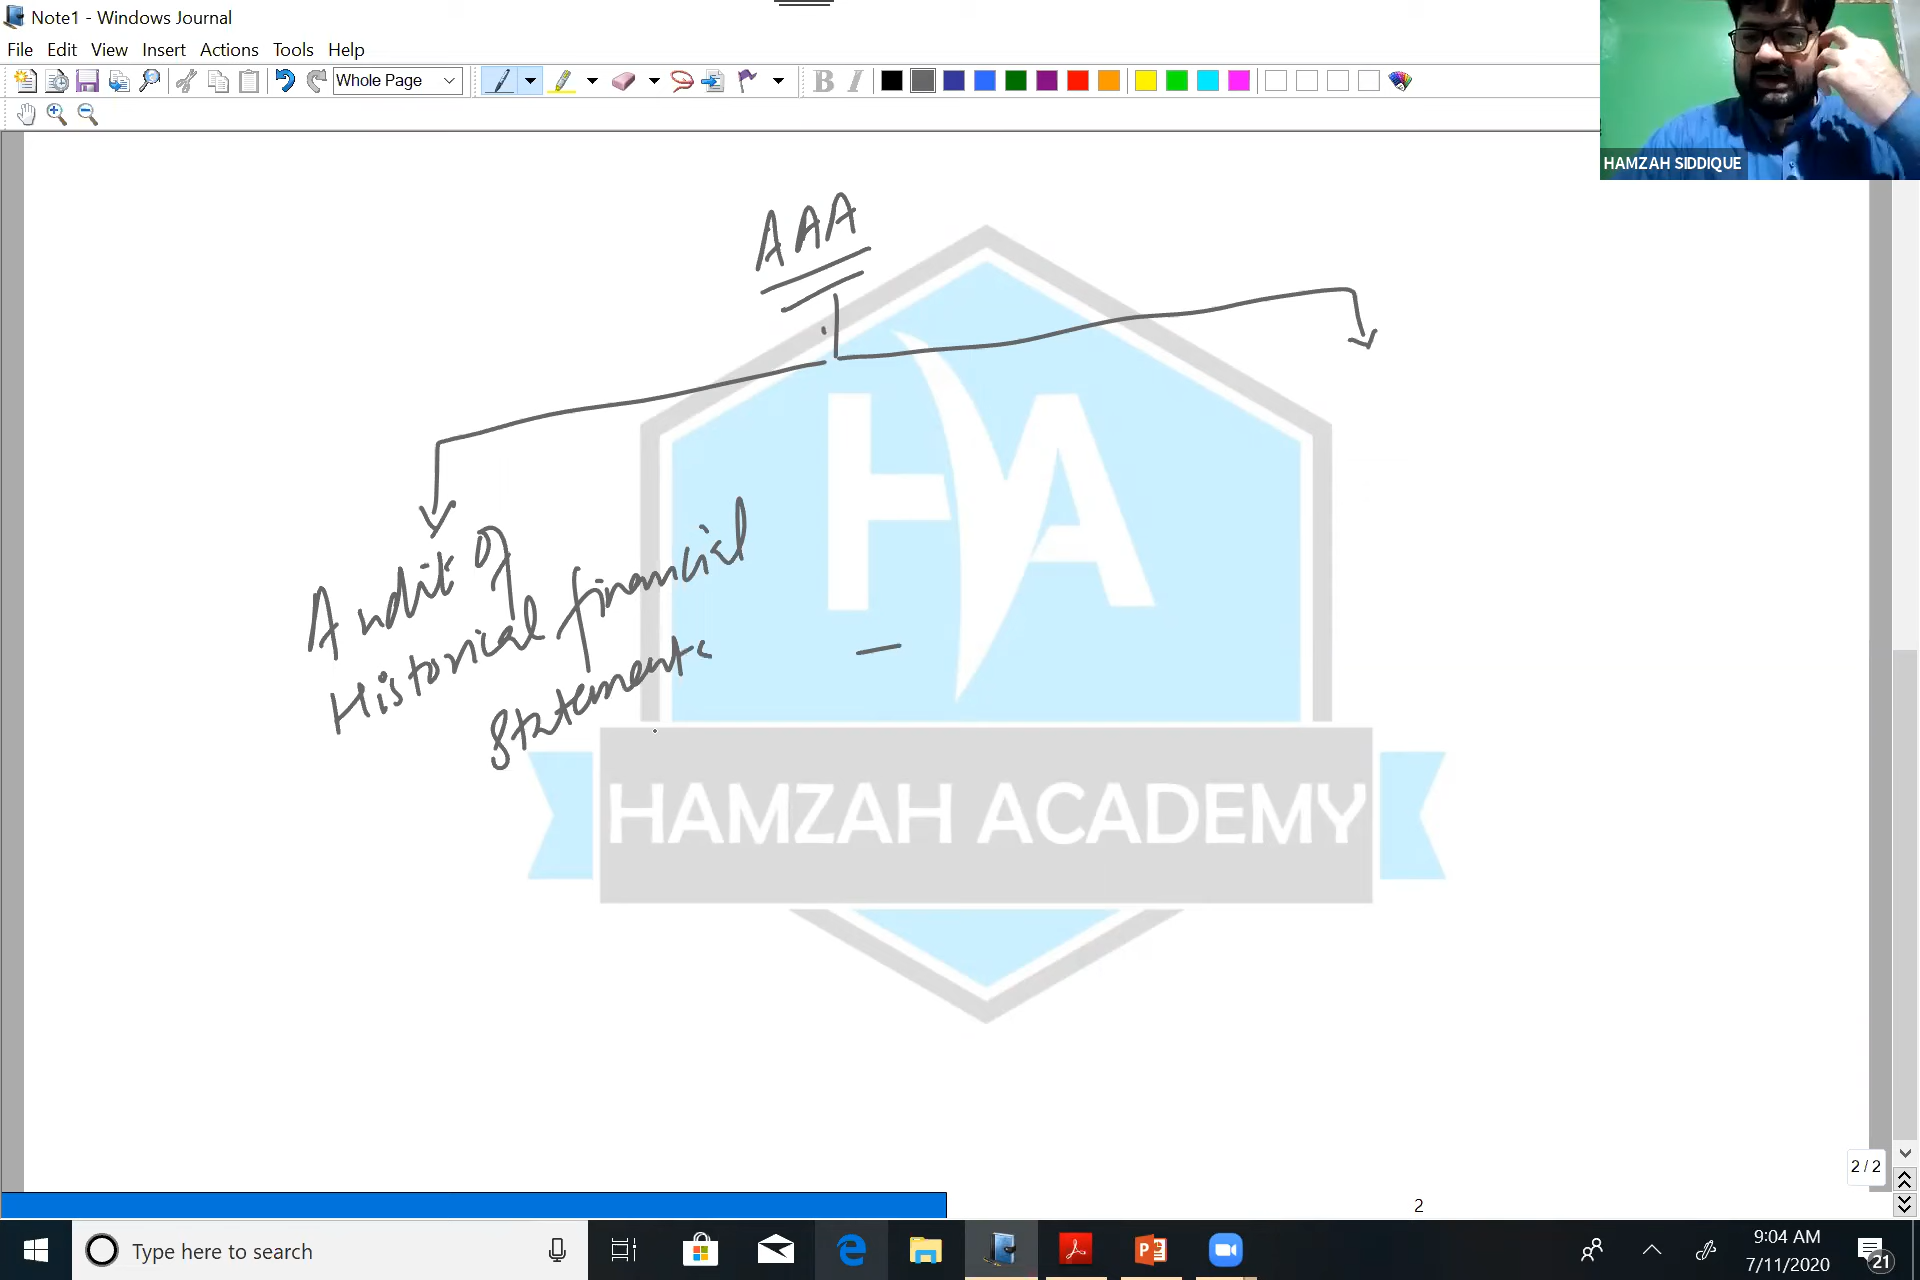 Note1 - Windows Journal
File Edit View Insert Actions Tools Help
Whole Page
B I
HAMZAH SIDDIQUE
AAA
Audit of
Historical financial
Statements
HA
HAMZAH ACADEMY
2 / 2
2
Type here to search
9:04 AM
7/11/2020
21